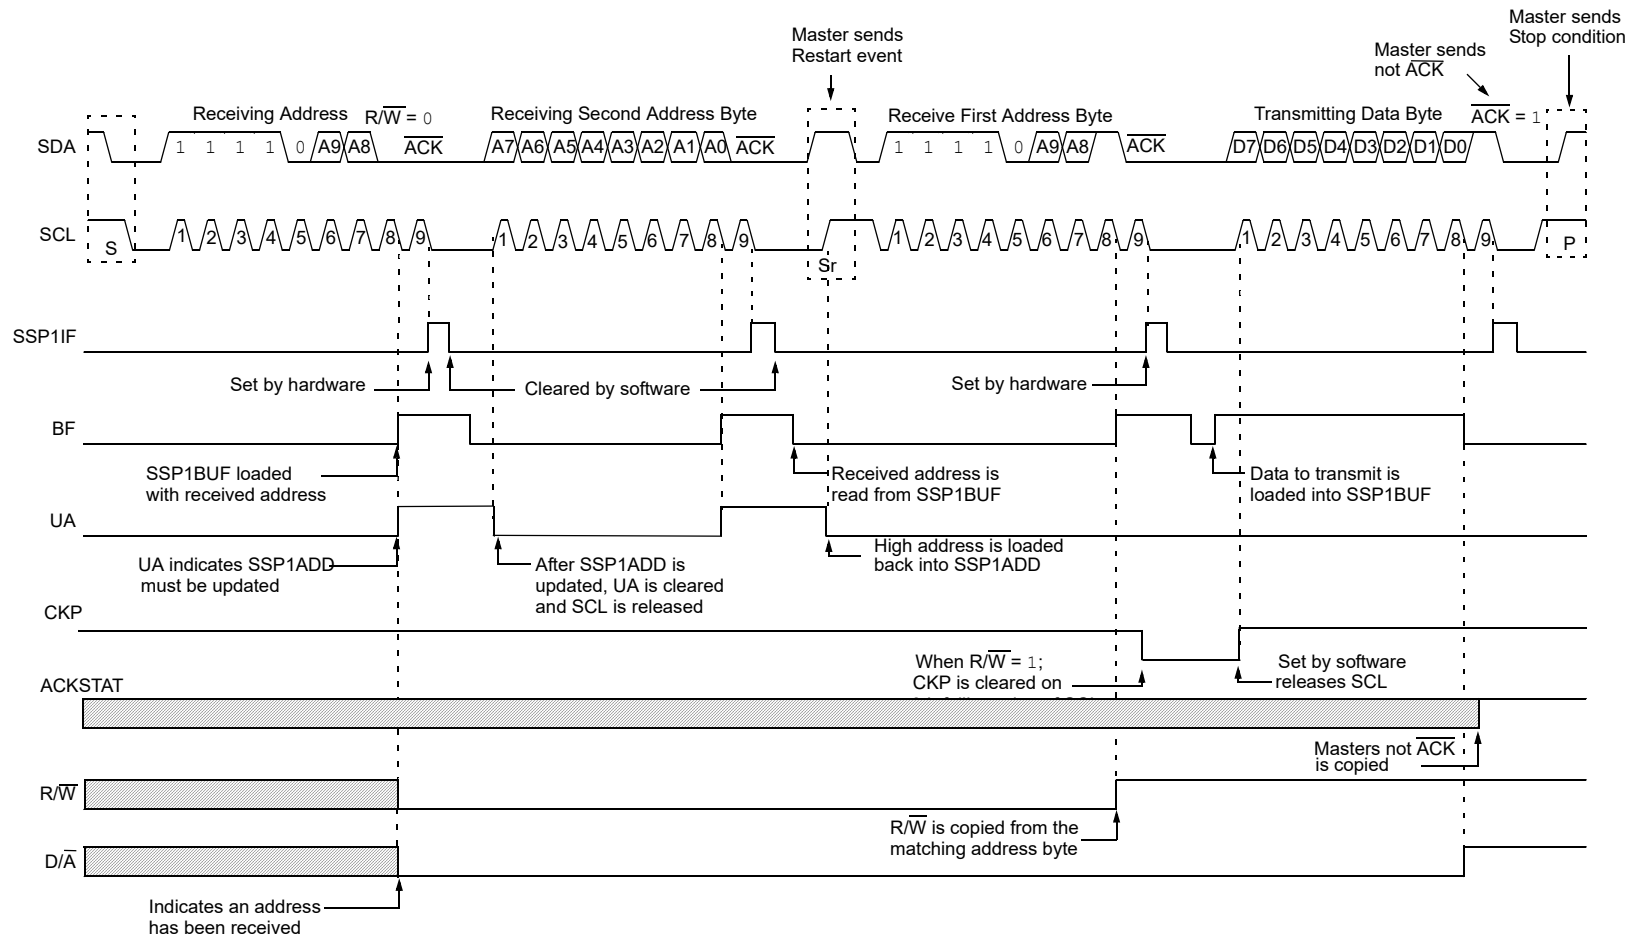 Master sends
Stop condition
Master sends
Restart event
Master sends
not ACK
Receiving Address R/W = 0
Receiving Second Address Byte
Receive First Address Byte
Transmitting Data Byte
ACK = 1
SDA
1 1 1 1 0 A9 A8 ACK
A7 A6 A5 A4 A3 A2 A1 A0 ACK
1 1 1 1 0 A9 A8 ACK
D7 D6 D5 D4 D3 D2 D1 D0
SCL
S
1 2 3 4 5 6 7 8 9
1 2 3 4 5 6 7 8 9
Sr
1 2 3 4 5 6 7 8 9
1 2 3 4 5 6 7 8 9
P
SSP1IF
Set by hardware
Cleared by software
Set by hardware
BF
SSP1BUF loaded
with received address
Received address is
read from SSP1BUF
Data to transmit is
loaded into SSP1BUF
UA
UA indicates SSP1ADD
must be updated
After SSP1ADD is
updated, UA is cleared
and SCL is released
High address is loaded
back into SSP1ADD
CKP
When R/W = 1;
CKP is cleared on
Set by software
releases SCL
ACKSTAT
Masters not ACK
is copied
R/W
R/W is copied from the
matching address byte
D/A
Indicates an address
has been received